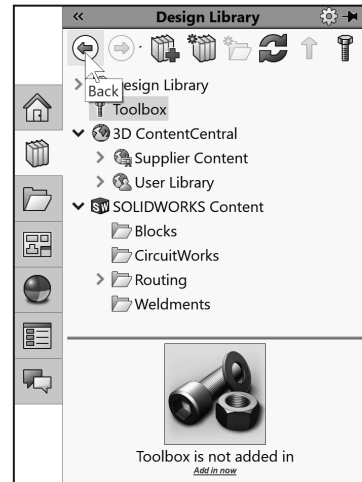 Design Library
Back
esign Library
Toolbox
3D ContentCentral
Supplier Content
User Library
SW SOLIDWORKS Content
Blocks
CircuitWorks
Routing
Weldments
Toolbox is not added in
Add in now